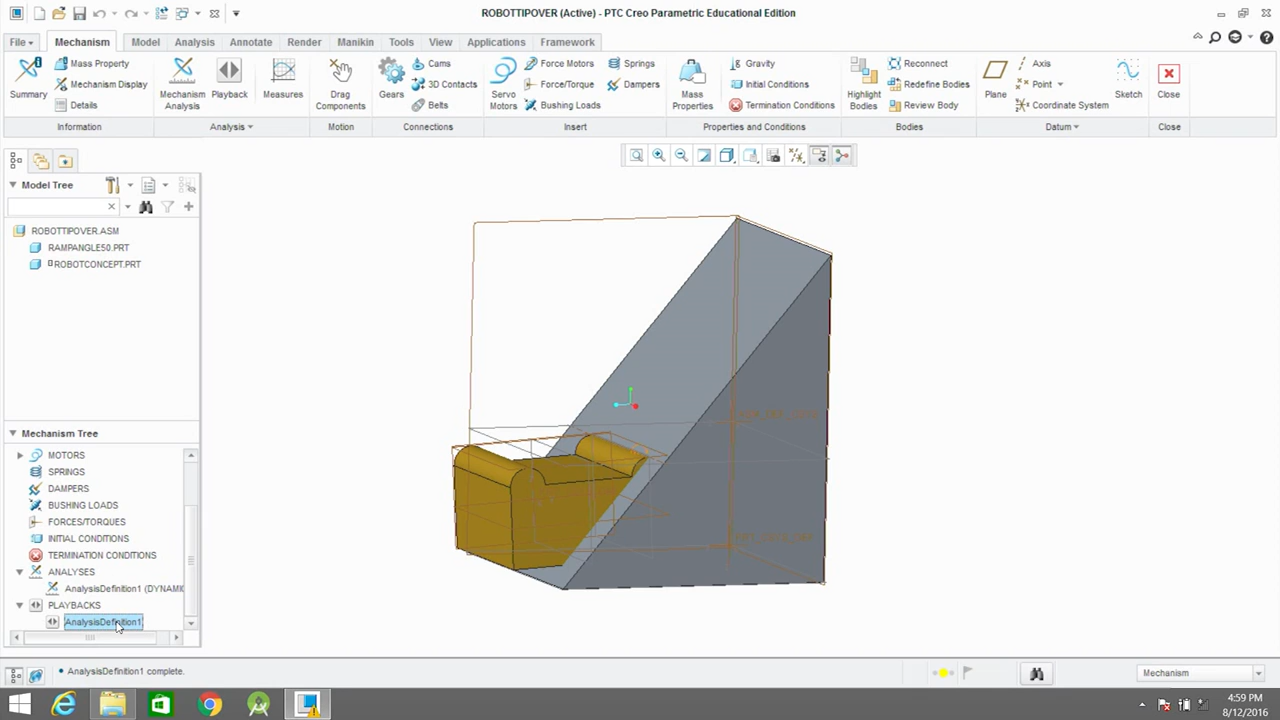 ROBOTTIPOVER (Active) - PTC Creo Parametric Educational Edition
File Mechanism Model Analysis Annotate Render Manikin Tools View Applications Framework
Summary
Mass Property
Mechanism Display
Details
Information
Mechanism Analysis
Playback
Analysis
Measures
Drag Components
Motion
Gears
Cams
3D Contacts
Belts
Connections
Servo Motors
Force Motors
Force/Torque
Bushing Loads
Springs
Dampers
Insert
Mass Properties
Gravity
Initial Conditions
Termination Conditions
Properties and Conditions
Highlight Bodies
Reconnect
Redefine Bodies
Review Body
Bodies
Plane
Axis
Point
Coordinate System
Sketch
Datum
Close
Close
Model Tree
ROBOTTIPOVER.ASM
RAMPANGLE50.PRT
ROBOTCONCEPT.PRT
Mechanism Tree
MOTORS
SPRINGS
DAMPERS
BUSHING LOADS
FORCES/TORQUES
INITIAL CONDITIONS
TERMINATION CONDITIONS
ANALYSES
AnalysisDefinition1 (DYNAMI
PLAYBACKS
AnalysisDefinition1
AnalysisDefinition1 complete.
Mechanism
4:59 PM
8/12/2016